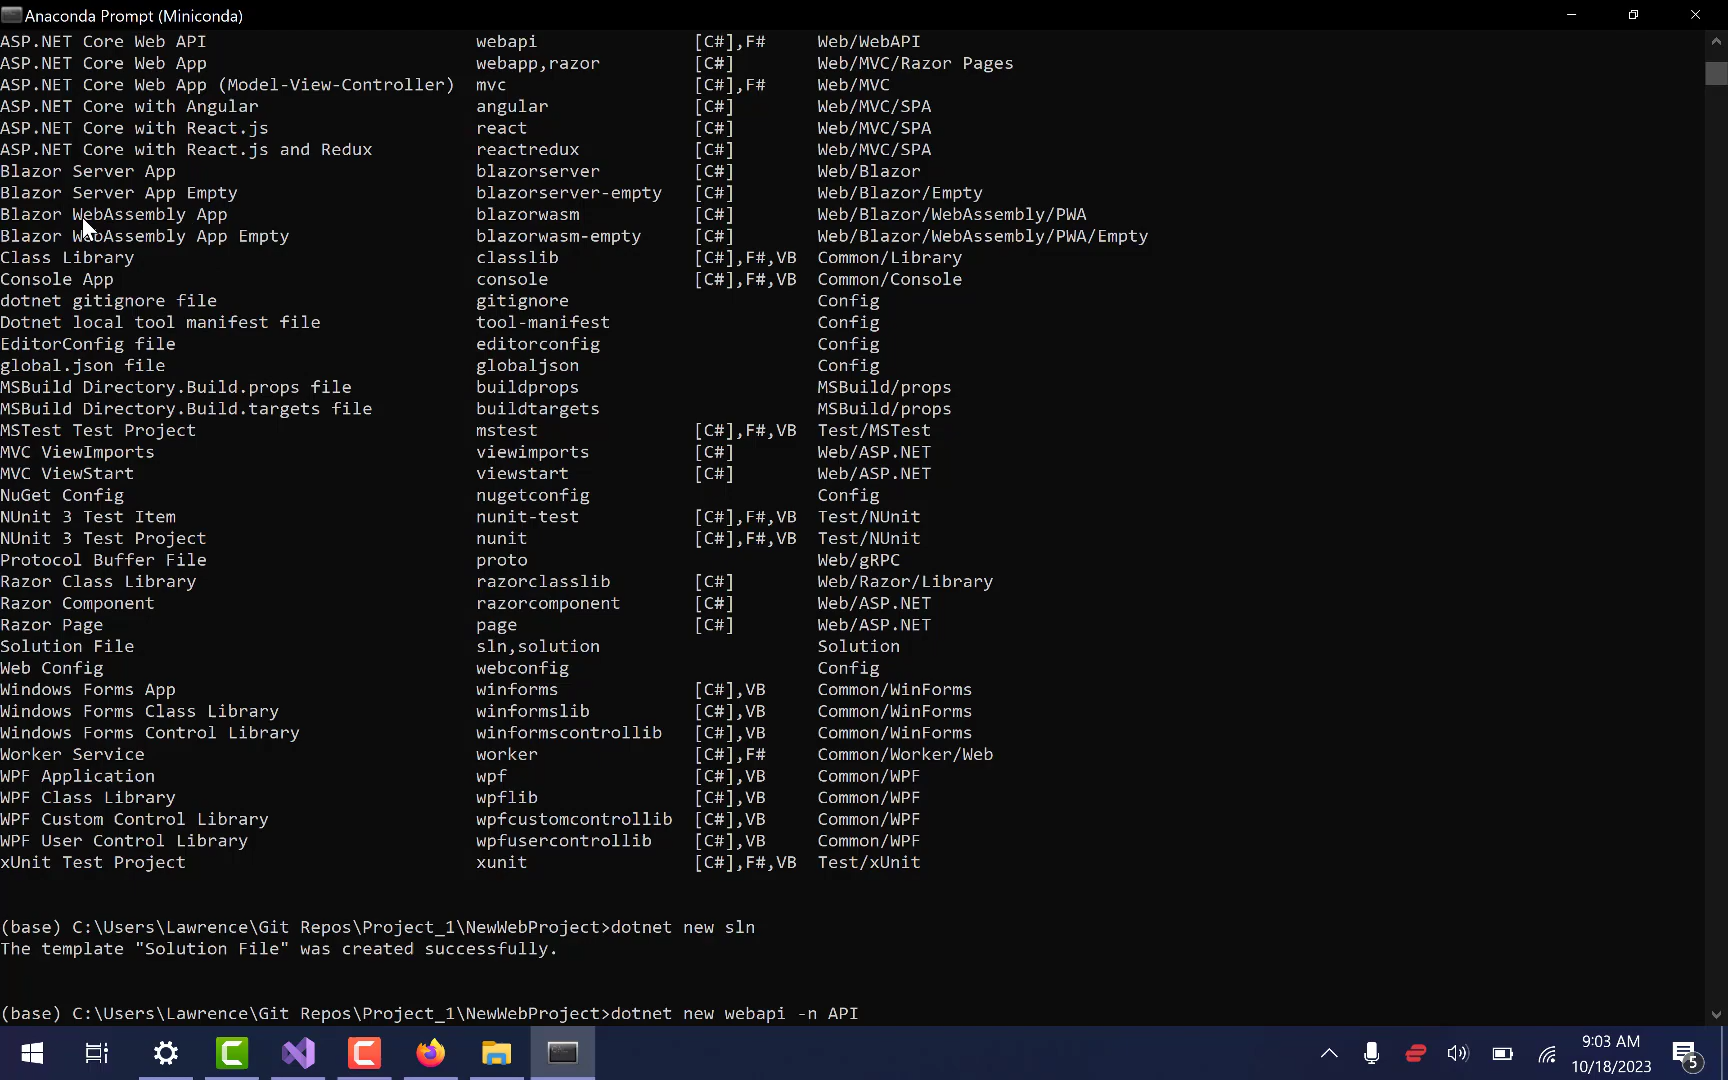 Anaconda Prompt (Miniconda)
ASP.NET Core Web API webapi [C#],F# Web/WebAPI
ASP.NET Core Web App webapp,razor [C#] Web/MVC/Razor Pages
ASP.NET Core Web App (Model-View-Controller) mvc [C#],F# Web/MVC
ASP.NET Core with Angular angular [C#] Web/MVC/SPA
ASP.NET Core with React.js react [C#] Web/MVC/SPA
ASP.NET Core with React.js and Redux reactredux [C#] Web/MVC/SPA
Blazor Server App blazorserver [C#] Web/Blazor
Blazor Server App Empty blazorserver-empty [C#] Web/Blazor/Empty
Blazor WebAssembly App blazorwasm [C#] Web/Blazor/WebAssembly/PWA
Blazor WebAssembly App Empty blazorwasm-empty [C#] Web/Blazor/WebAssembly/PWA/Empty
Class Library classlib [C#],F#,VB Common/Library
Console App console [C#],F#,VB Common/Console
dotnet gitignore file gitignore Config
Dotnet local tool manifest file tool-manifest Config
EditorConfig file editorconfig Config
global.json file globaljson Config
MSBuild Directory.Build.props file buildprops MSBuild/props
MSBuild Directory.Build.targets file buildtargets MSBuild/props
MSTest Test Project mstest [C#],F#,VB Test/MSTest
MVC ViewImports viewimports [C#] Web/ASP.NET
MVC ViewStart viewstart [C#] Web/ASP.NET
NuGet Config nugetconfig Config
NUnit 3 Test Item nunit-test [C#],F#,VB Test/NUnit
NUnit 3 Test Project nunit [C#],F#,VB Test/NUnit
Protocol Buffer File proto Web/gRPC
Razor Class Library razorclasslib [C#] Web/Razor/Library
Razor Component razorcomponent [C#] Web/ASP.NET
Razor Page page [C#] Web/ASP.NET
Solution File sln,solution Solution
Web Config webconfig Config
Windows Forms App winforms [C#],VB Common/WinForms
Windows Forms Class Library winformslib [C#],VB Common/WinForms
Windows Forms Control Library winformscontrollib [C#],VB Common/WinForms
Worker Service worker [C#],F# Common/Worker/Web
WPF Application wpf [C#],VB Common/WPF
WPF Class Library wpflib [C#],VB Common/WPF
WPF Custom Control Library wpfcustomcontrollib [C#],VB Common/WPF
WPF User Control Library wpfusercontrollib [C#],VB Common/WPF
xUnit Test Project xunit [C#],F#,VB Test/xUnit
(base) C:\Users\Lawrence\Git Repos\Project_1\NewWebProject>dotnet new sln
The template "Solution File" was created successfully.
(base) C:\Users\Lawrence\Git Repos\Project_1\NewWebProject>dotnet new webapi -n API
9:03 AM
10/18/2023
5